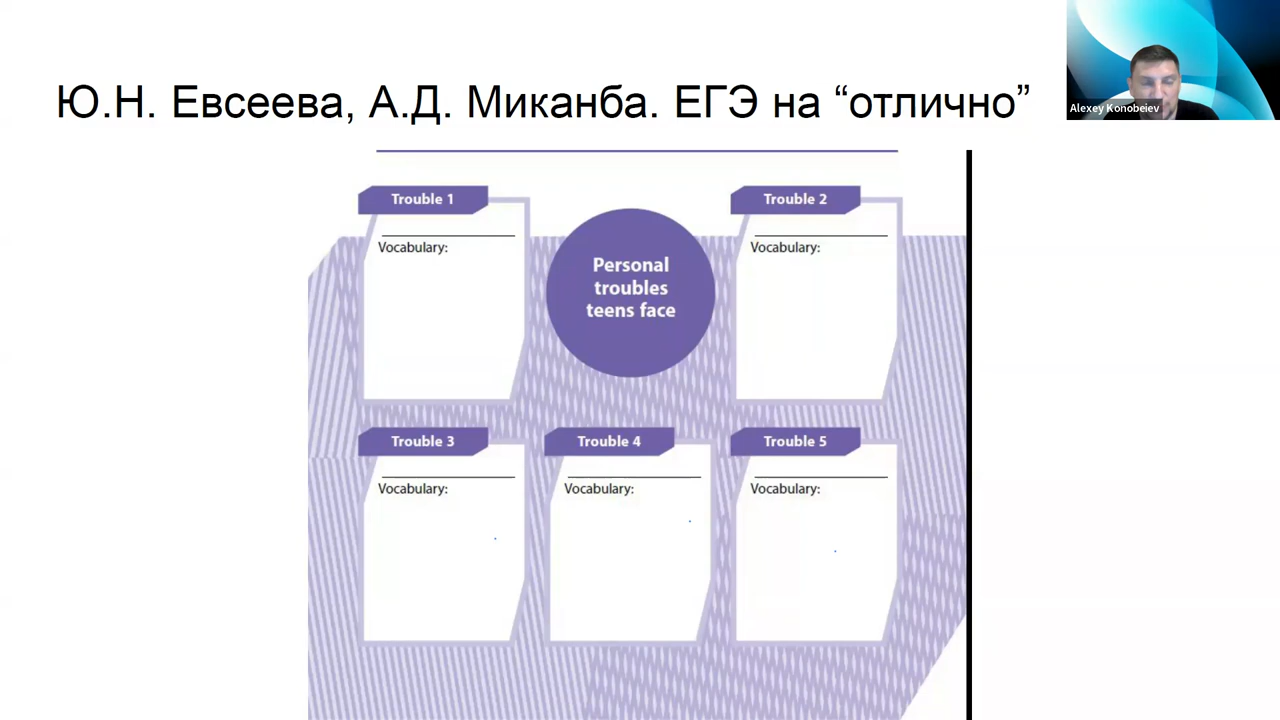 Ю.Н. Евсеева, А.Д. Миканба. ЕГЭ на “отлично”
Alexey Konobeiev
Trouble 1
Vocabulary:
Personal
troubles
teens face
Trouble 2
Vocabulary:
Trouble 3
Vocabulary:
Trouble 4
Vocabulary:
Trouble 5
Vocabulary: